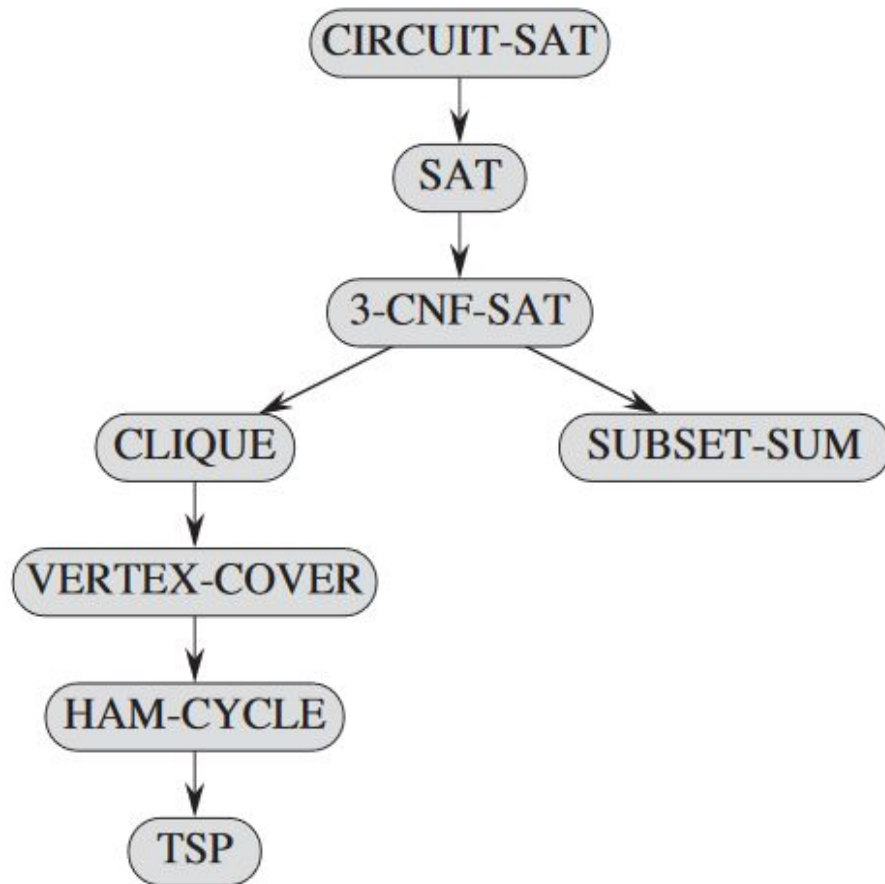 CIRCUIT-SAT
SAT
3-CNF-SAT
CLIQUE
SUBSET-SUM
VERTEX-COVER
HAM-CYCLE
TSP